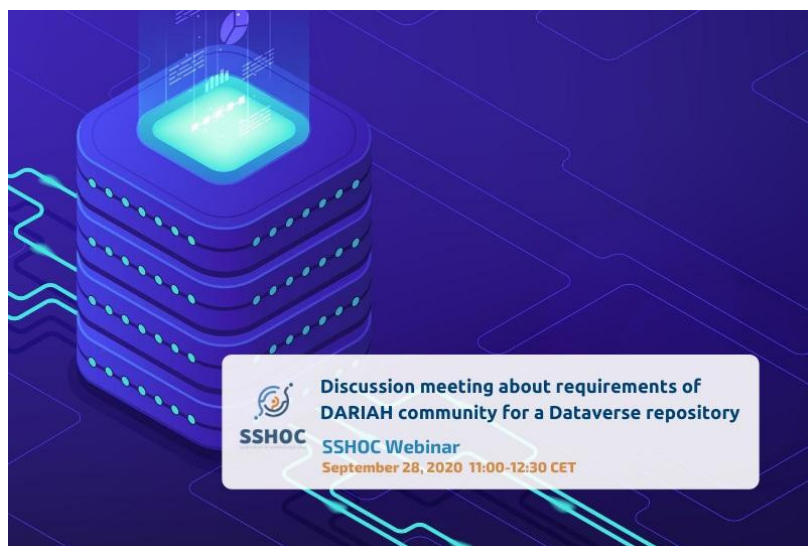 Discussion meeting about requirements of
DARIAH community for a Dataverse repository
SSHOC
SSHOC Webinar
September 28, 2020 11:00-12:30 CET